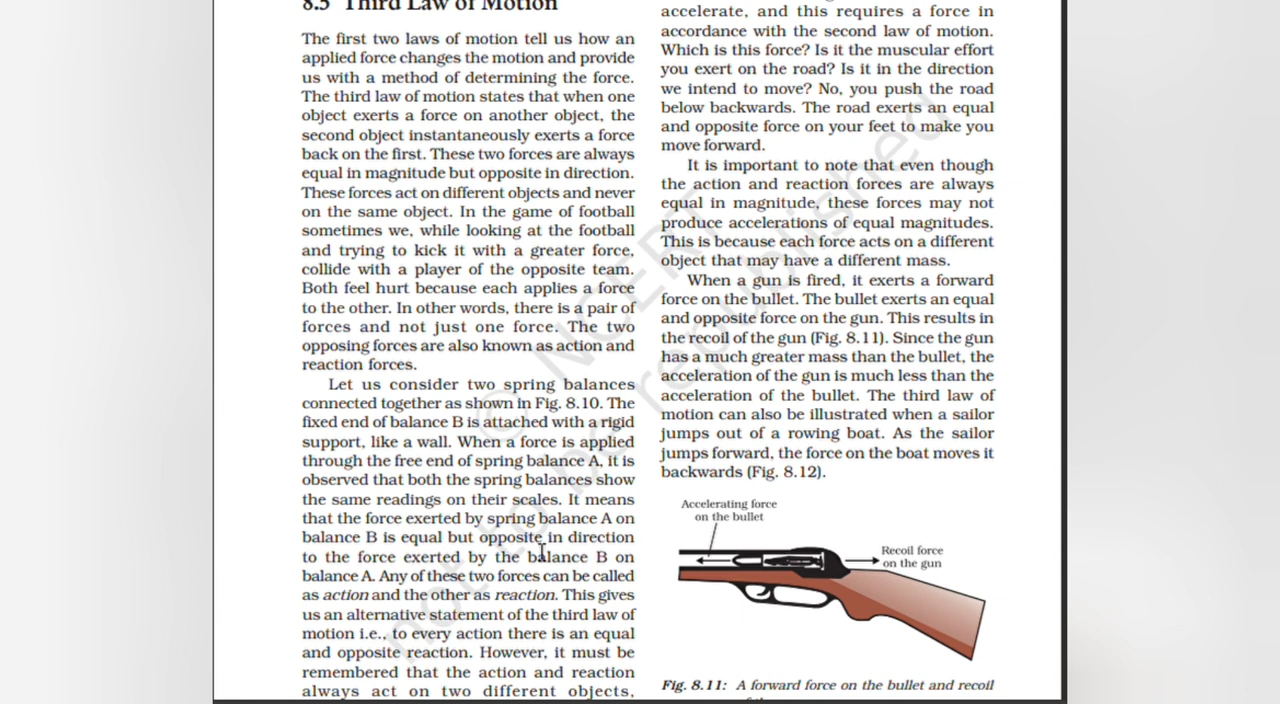 8.5 Third Law of Motion
The first two laws of motion tell us how an
applied force changes the motion and provide
us with a method of determining the force.
The third law of motion states that when one
object exerts a force on another object, the
second object instantaneously exerts a force
back on the first. These two forces are always
equal in magnitude but opposite in direction.
These forces act on different objects and never
on the same object. In the game of football
sometimes we, while looking at the football
and trying to kick it with a greater force,
collide with a player of the opposite team.
Both feel hurt because each applies a force
to the other. In other words, there is a pair of
forces and not just one force. The two
opposing forces are also known as action and
reaction forces.
Let us consider two spring balances
connected together as shown in Fig. 8.10. The
fixed end of balance B is attached with a rigid
support, like a wall. When a force is applied
through the free end of spring balance A, it is
observed that both the spring balances show
the same readings on their scales. It means
that the force exerted by spring balance A on
balance B is equal but opposite in direction
to the force exerted by the balance B on
balance A. Any of these two forces can be called
as action and the other as reaction. This gives
us an alternative statement of the third law of
motion i.e., to every action there is an equal
and opposite reaction. However, it must be
remembered that the action and reaction
always act on two different objects,
accelerate, and this requires a force in
accordance with the second law of motion.
Which is this force? Is it the muscular effort
you exert on the road? Is it in the direction
we intend to move? No, you push the road
below backwards. The road exerts an equal
and opposite force on your feet to make you
move forward.
It is important to note that even though
the action and reaction forces are always
equal in magnitude, these forces may not
produce accelerations of equal magnitudes.
This is because each force acts on a different
object that may have a different mass.
When a gun is fired, it exerts a forward
force on the bullet. The bullet exerts an equal
and opposite force on the gun. This results in
the recoil of the gun (Fig. 8.11). Since the gun
has a much greater mass than the bullet, the
acceleration of the gun is much less than the
acceleration of the bullet. The third law of
motion can also be illustrated when a sailor
jumps out of a rowing boat. As the sailor
jumps forward, the force on the boat moves it
backwards (Fig. 8.12).
Accelerating force
on the bullet
Recoil force
on the gun
Fig. 8.11: A forward force on the bullet and recoil
© NCERT
not to be republished